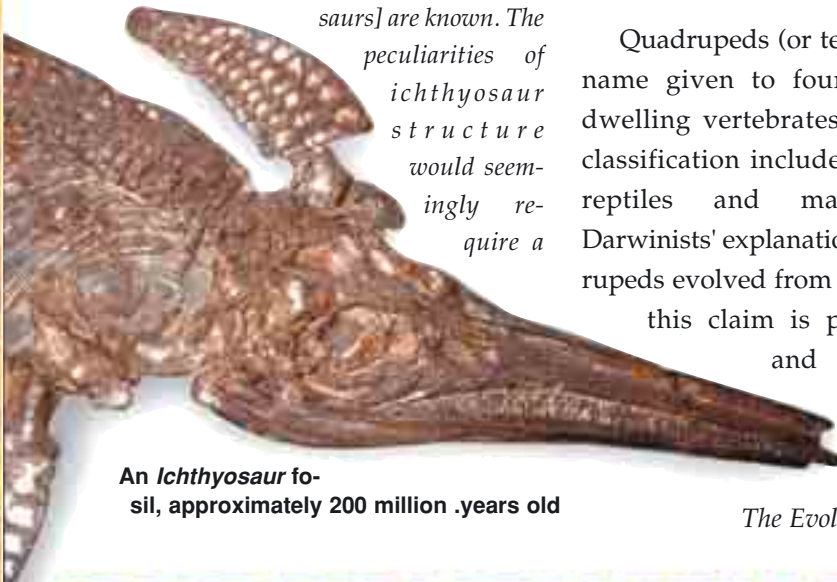 saurs] are known. The
peculiarities of
ichthyosaur
structure
would seem-
ingly re-
quire a
An Ichthyosaur fo-
sil, approximately 200 million .years old
Quadrupeds (or te
name given to four
dwelling vertebrates
classification include
reptiles and ma
Darwinists' explanatio
rupeds evolved from
this claim is p
and
The Evol